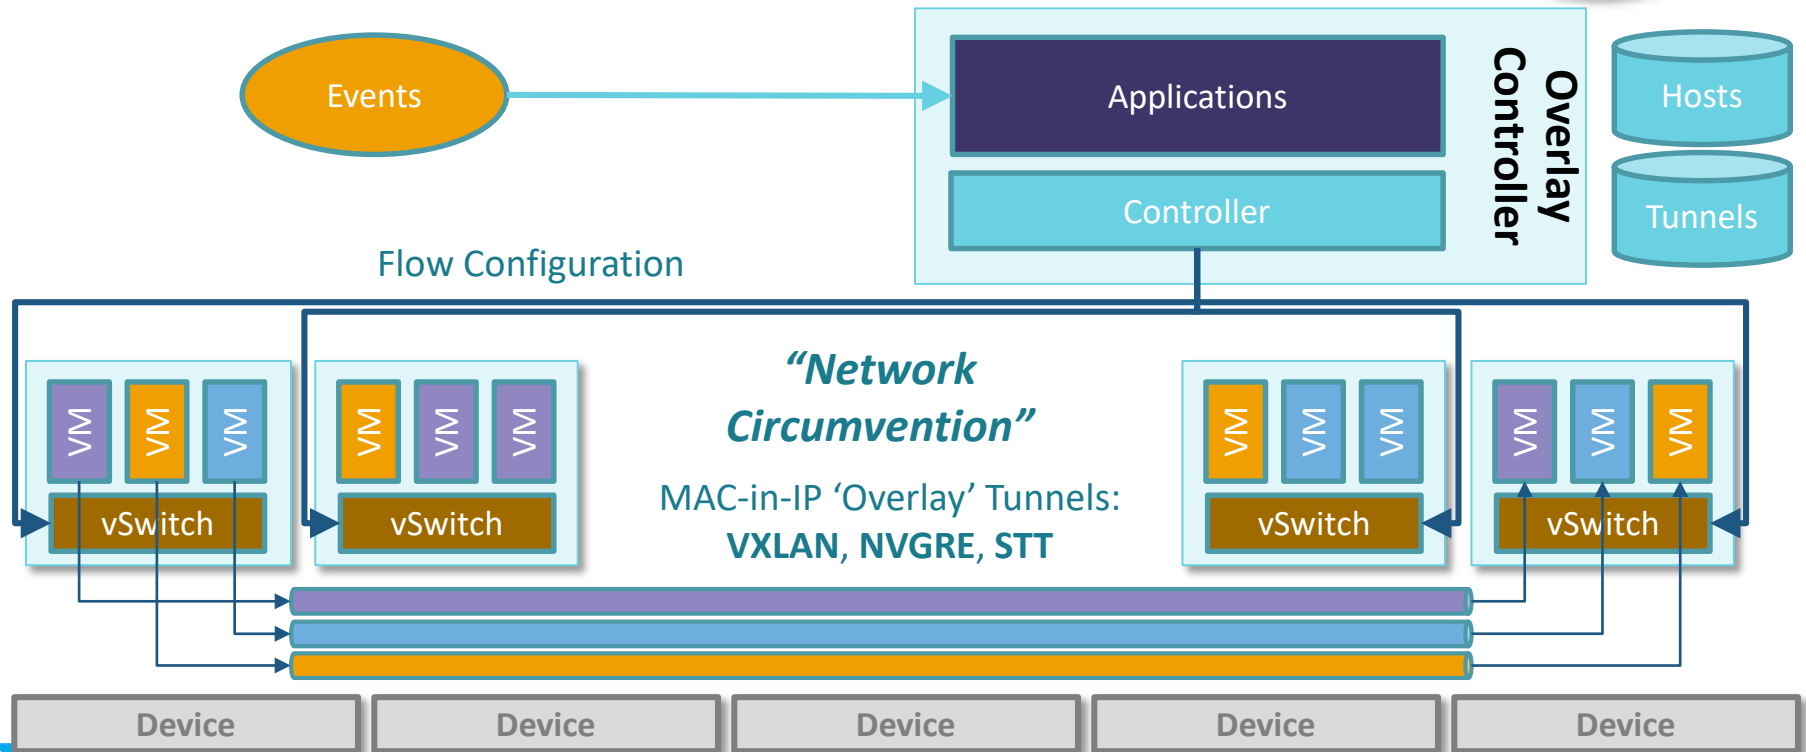 Events
Applications
Controller
Overlay
Controller
Hosts
Tunnels
Flow Configuration
“Network
Circumvention”
MAC-in-IP ‘Overlay’ Tunnels:
VXLAN, NVGRE, STT
VM
VM
VM
vSwitch
VM
VM
VM
vSwitch
VM
VM
VM
vSwitch
VM
VM
VM
vSwitch
Device
Device
Device
Device
Device